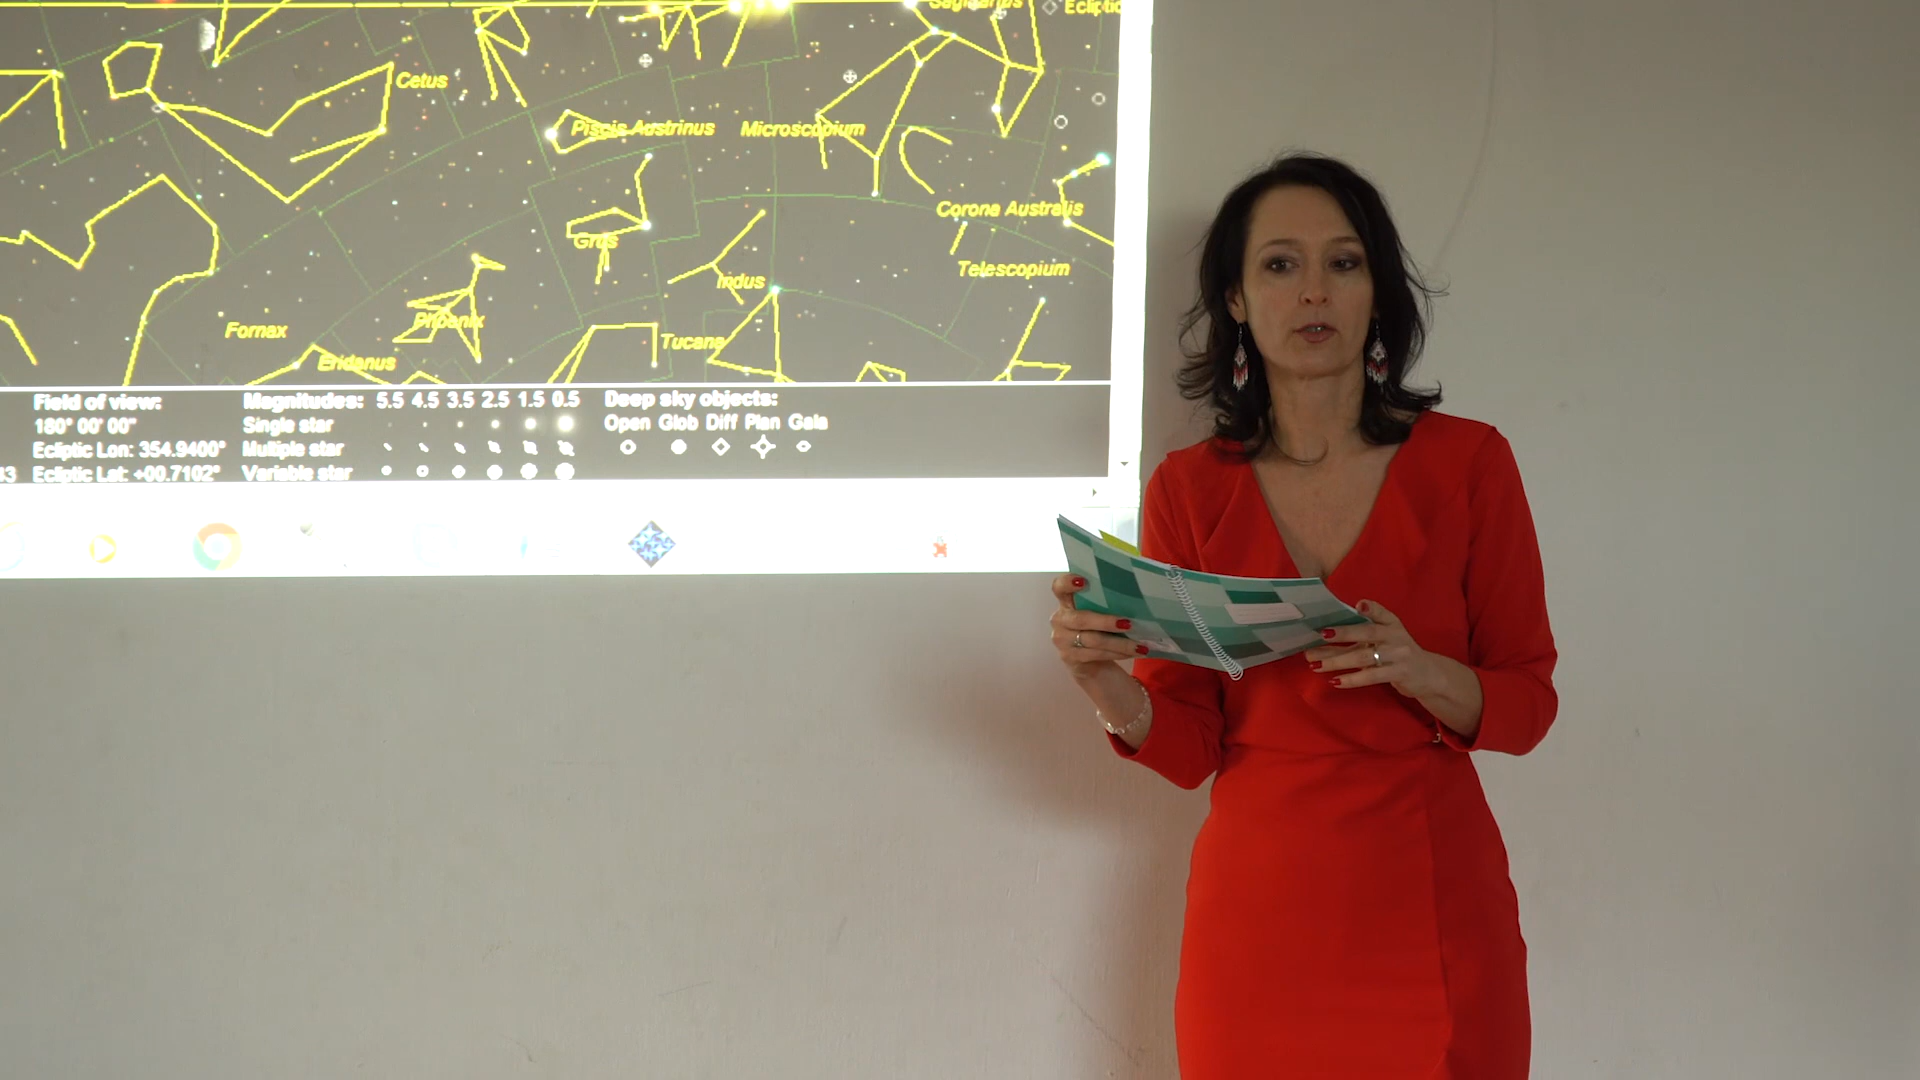 Sagittarius
Ecliptic
Cetus
Piscis Austrinus
Microscopium
Corona Australis
Grus
Telescopium
Indus
Phoenix
Fornax
Tucana
Eridanus
Field of view: Magnitudes: 5.5 4.5 3.5 2.5 1.5 0.5 Deep sky objects:
180° 00' 00" Single star Open Glob Diff Plan Gala
Ecliptic Lon: 354.9400° Multiple star
43 Ecliptic Lat: +00.7102° Variable star